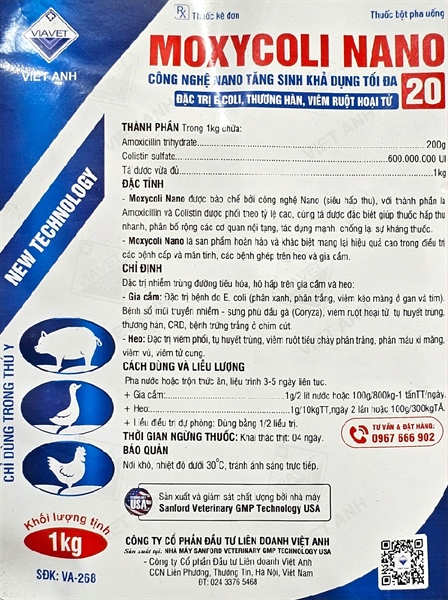 VIAVET
VIỆT ANH
Rx Thuốc kê đơn
Thuốc bột pha uống
MOXYCOLI NANO
CÔNG NGHỆ NANO TĂNG SINH KHẢ DỤNG TỐI ĐA
ĐẶC TRỊ E.COLI, THƯƠNG HÀN, VIÊM RUỘT HOẠI TỬ
20
THÀNH PHẦN Trong 1kg chứa:
Amoxicillin trihydrate 200g
Colistin sulfate 600.000.000 UI
Tá dược vừa đủ 1kg
ĐẶC TÍNH
- Moxycoli Nano được bào chế bởi công nghệ Nano (siêu hấp thu), với thành phần là
Amoxicillin và Colistin được phối theo tỷ lệ cao, cùng tá dược đặc biệt giúp thuốc hấp thu
nhanh, phân bố rộng các cơ quan nội tạng, tác dụng mạnh, chống lại sự kháng thuốc.
- Moxycoli Nano là sản phẩm hoàn hảo và khác biệt mang lại hiệu quả cao trong điều trị
các bệnh cấp và mãn tính, các bệnh ghép trên heo và gia cầm.
CHỈ ĐỊNH
Đặc trị nhiễm trùng đường tiêu hóa, hô hấp trên gia cầm và heo:
- Gia cầm: Đặc trị bệnh do E. coli (phân xanh, phân trắng, viêm kéo màng ở gan và tim).
Bệnh sổ mũi truyền nhiễm - sưng phù đầu gà (Coryza), viêm ruột hoại tử, tụ huyết trùng,
thương hàn, CRD, bệnh trứng trắng ở chim cút.
- Heo: Đặc trị viêm phổi, tụ huyết trùng, viêm ruột tiêu chảy phân trắng, phân máu xi măng,
viêm vú, viêm tử cung.
CÁCH DÙNG VÀ LIỀU LƯỢNG
Pha nước hoặc trộn thức ăn, liệu trình 3-5 ngày liên tục.
+ Gia cầm: 1g/2 lít nước hoặc 100g/800kg-1 tấnTT/ngày.
+ Heo: 1g/10kgTT, ngày 2 lần hoặc 100g/300kgTĂ
+ Liều điều trị dự phòng: Dùng bằng 1/2 liều trị.
THỜI GIAN NGỪNG THUỐC: Khai thác thịt: 04 ngày.
BẢO QUẢN
Nơi khô, nhiệt độ dưới 30°C, tránh ánh sáng trực tiếp.
TƯ VẤN & ĐẶT HÀNG:
0967 666 902
NEW TECHNOLOGY
CHỈ DÙNG TRONG THÚ Y
USA
Sản xuất và giám sát chất lượng bởi nhà máy
Sanford Veterinary GMP Technology USA
Khối lượng tịnh
1kg
SĐK: VA-268
CÔNG TY CỔ PHẦN ĐẦU TƯ LIÊN DOANH VIỆT ANH
Sản xuất tại: NHÀ MÁY SANFORD VETERINARY GMP TECHNOLOGY USA
- Công ty Cổ phần Đầu tư Liên doanh Việt Anh
CCN Liên Phương, Thường Tín, Hà Nội, Việt Nam
ĐT: 024 3376 5468